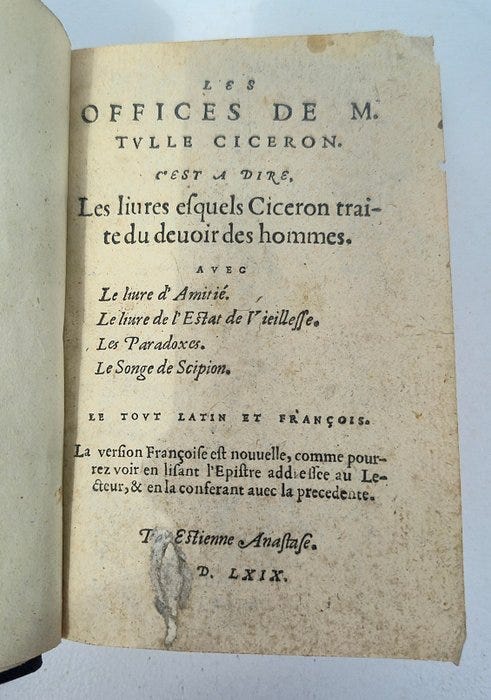 LES
OFFICES DE M.
TVLLE CICERON.
C'EST A DIRE,
Les liures eſquels Ciceron trai-
te du deuoir des hommes.
AVEC
Le liure d'Amitié.
Le liure de l'Eſtat de Vieilleſſe.
Les Paradoxes.
Le Songe de Scipion.
LE TOVT LATIN ET FRANÇOIS.
La verſion Françoiſe eſt nouuelle, comme pour-
rez voir en liſant l'Epiſtre addreſſee au Le-
cteur, & en la conferant auec la precedente.
Eſtienne Anaſtaſe.
D. LXIX.